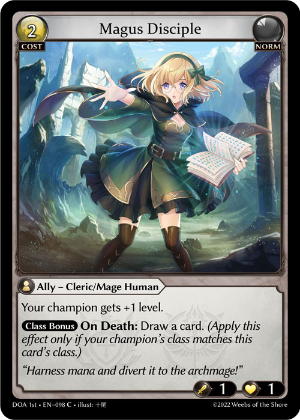 2
Magus Disciple
COST
NORM
Ally – Cleric/Mage Human
Your champion gets +1 level.
Class Bonus On Death: Draw a card. (Apply this
effect only if your champion's class matches this
card's class.)
“Harness mana and divert it to the archmage!”
1 1
DOA 1st • EN-098 C • illust: 十尾
©2022 Weebs of the Shore